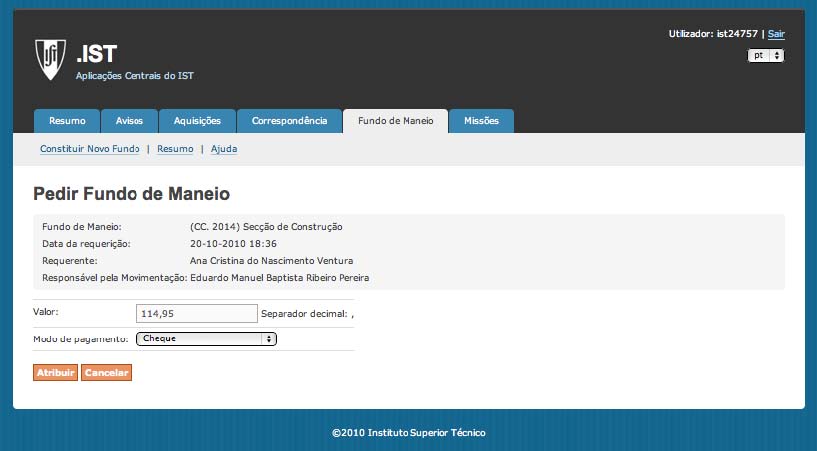 Utilizador: ist24757 | Sair
pt
.IST
Aplicações Centrais do IST
Resumo Avisos Aquisições Correspondência Fundo de Maneio Missões
Constituir Novo Fundo | Resumo | Ajuda
Pedir Fundo de Maneio
Fundo de Maneio: (CC. 2014) Secção de Construção
Data da requerição: 20-10-2010 18:36
Requerente: Ana Cristina do Nascimento Ventura
Responsável pela Movimentação: Eduardo Manuel Baptista Ribeiro Pereira
Valor: 114,95 Separador decimal: ,
Modo de pagamento: Cheque
Atribuir Cancelar
©2010 Instituto Superior Técnico